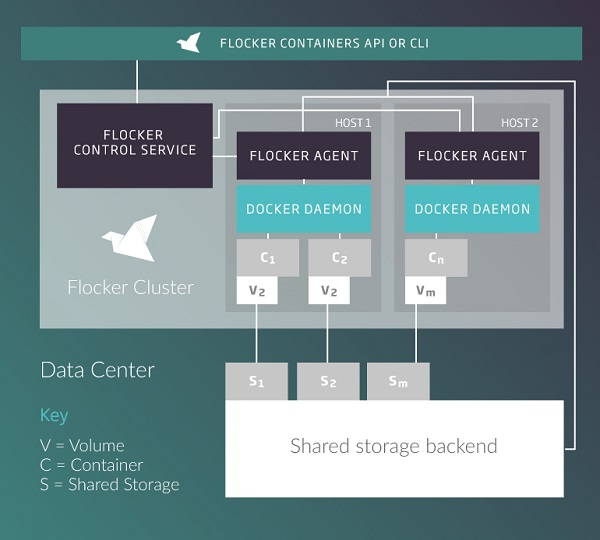 FLOCKER CONTAINERS API OR CLI
FLOCKER
CONTROL SERVICE
HOST 1
HOST 2
FLOCKER AGENT
FLOCKER AGENT
DOCKER DAEMON
DOCKER DAEMON
C1
C2
Cn
V2
V2
Vm
Flocker Cluster
Data Center
S1
S2
Sm
Key
V = Volume
C = Container
S = Shared Storage
Shared storage backend